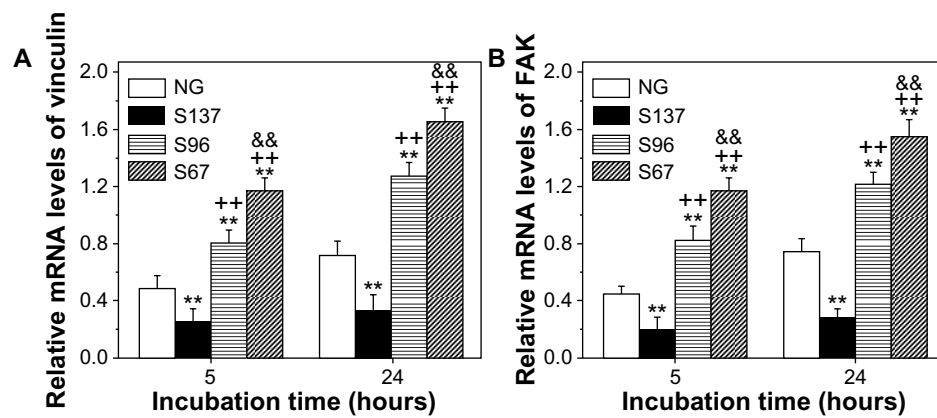 A
Relative mRNA levels of vinculin
2.0
1.6
1.2
0.8
0.4
0.0
NG
S137
S96
S67
**
++
**
&&
++
**
**
++
**
&&
++
**
5
24
Incubation time (hours)
B
Relative mRNA levels of FAK
2.0
1.6
1.2
0.8
0.4
0.0
NG
S137
S96
S67
**
++
**
&&
++
**
**
++
**
&&
++
**
5
24
Incubation time (hours)